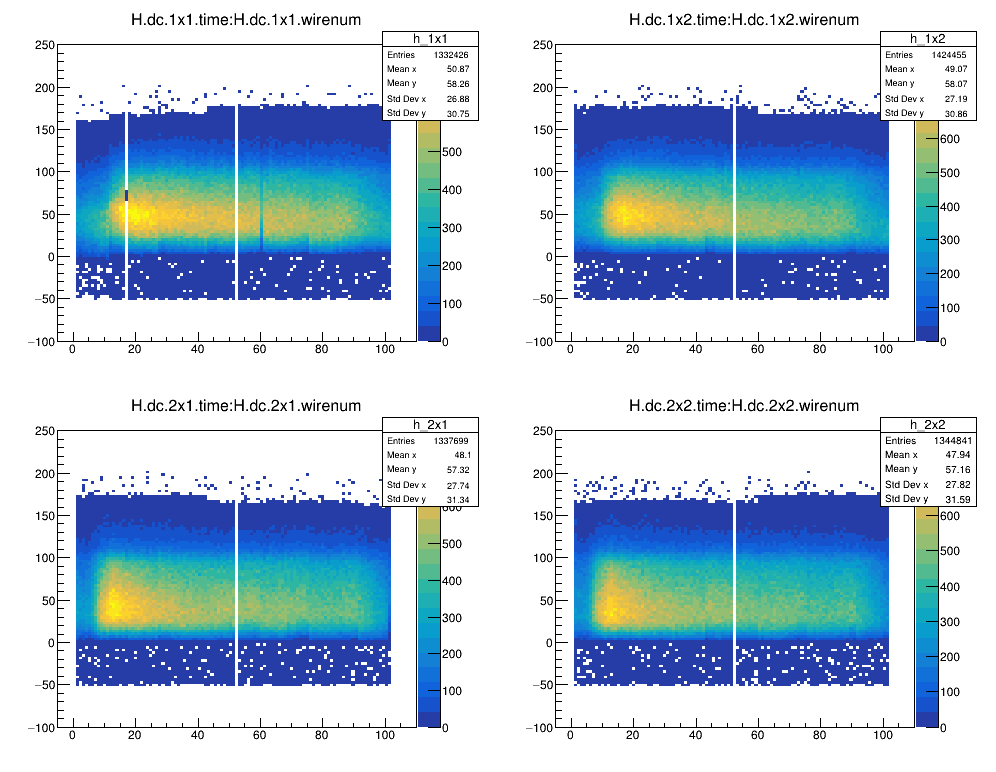 H.dc.1x1.time:H.dc.1x1.wirenum
h_1x1
Entries 1332426
Mean x 50.87
Mean y 58.26
Std Dev x 26.88
Std Dev y 30.75
250
200
150
100
50
0
−50
−100
0 20 40 60 80 100
500
400
300
200
100
0
H.dc.1x2.time:H.dc.1x2.wirenum
h_1x2
Entries 1424455
Mean x 49.07
Mean y 58.07
Std Dev x 27.19
Std Dev y 30.86
250
200
150
100
50
0
−50
−100
0 20 40 60 80 100
600
500
400
300
200
100
0
H.dc.2x1.time:H.dc.2x1.wirenum
h_2x1
Entries 1337699
Mean x 48.1
Mean y 57.32
Std Dev x 27.74
Std Dev y 31.34
250
200
150
100
50
0
−50
−100
0 20 40 60 80 100
600
500
400
300
200
100
0
H.dc.2x2.time:H.dc.2x2.wirenum
h_2x2
Entries 1344841
Mean x 47.94
Mean y 57.16
Std Dev x 27.82
Std Dev y 31.59
250
200
150
100
50
0
−50
−100
0 20 40 60 80 100
600
500
400
300
200
100
0